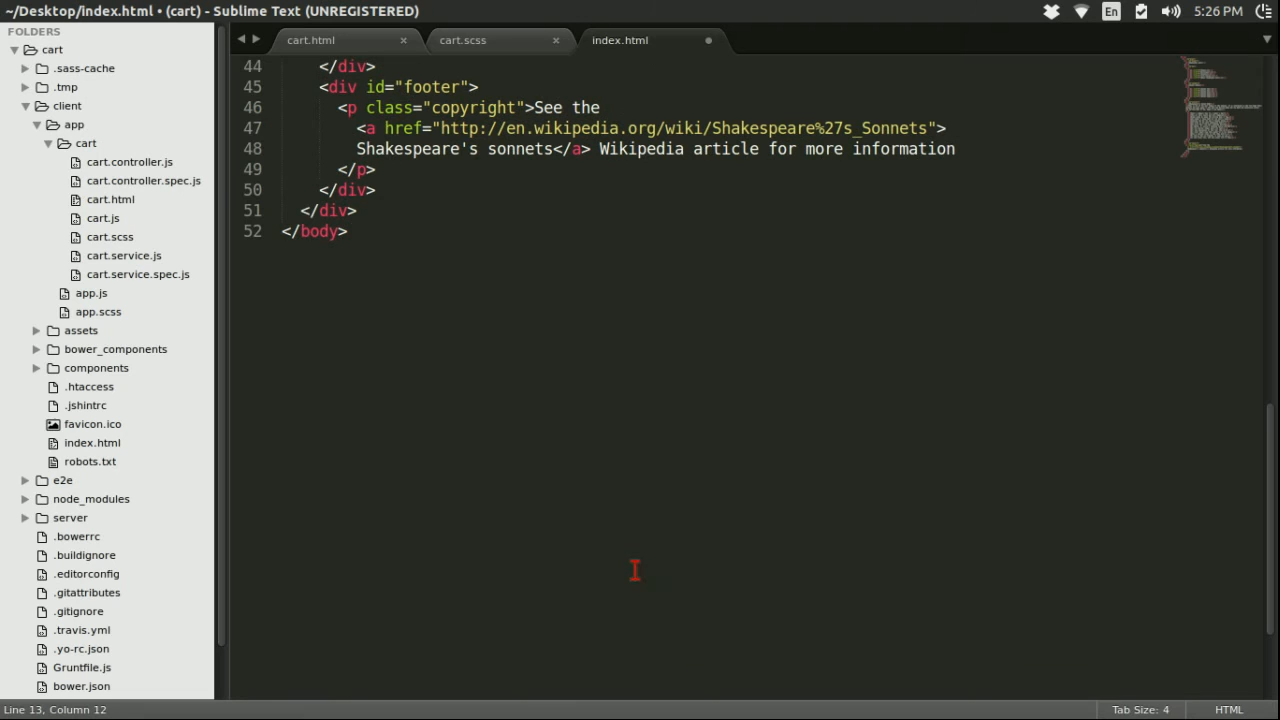 ~/Desktop/index.html • (cart) - Sublime Text (UNREGISTERED)
En
5:26 PM
FOLDERS
cart
.sass-cache
.tmp
client
app
cart
cart.controller.js
cart.controller.spec.js
cart.html
cart.js
cart.scss
cart.service.js
cart.service.spec.js
app.js
app.scss
assets
bower_components
components
.htaccess
.jshintrc
favicon.ico
index.html
robots.txt
e2e
node_modules
server
.bowerrc
.buildignore
.editorconfig
.gitattributes
.gitignore
.travis.yml
.yo-rc.json
Gruntfile.js
bower.json
cart.html
cart.scss
index.html
44 </div>
45 <div id="footer">
46 <p class="copyright">See the
47 <a href="http://en.wikipedia.org/wiki/Shakespeare%27s_Sonnets">
48 Shakespeare's sonnets</a> Wikipedia article for more information
49 </p>
50 </div>
51 </div>
52 </body>
Line 13, Column 12
Tab Size: 4
HTML